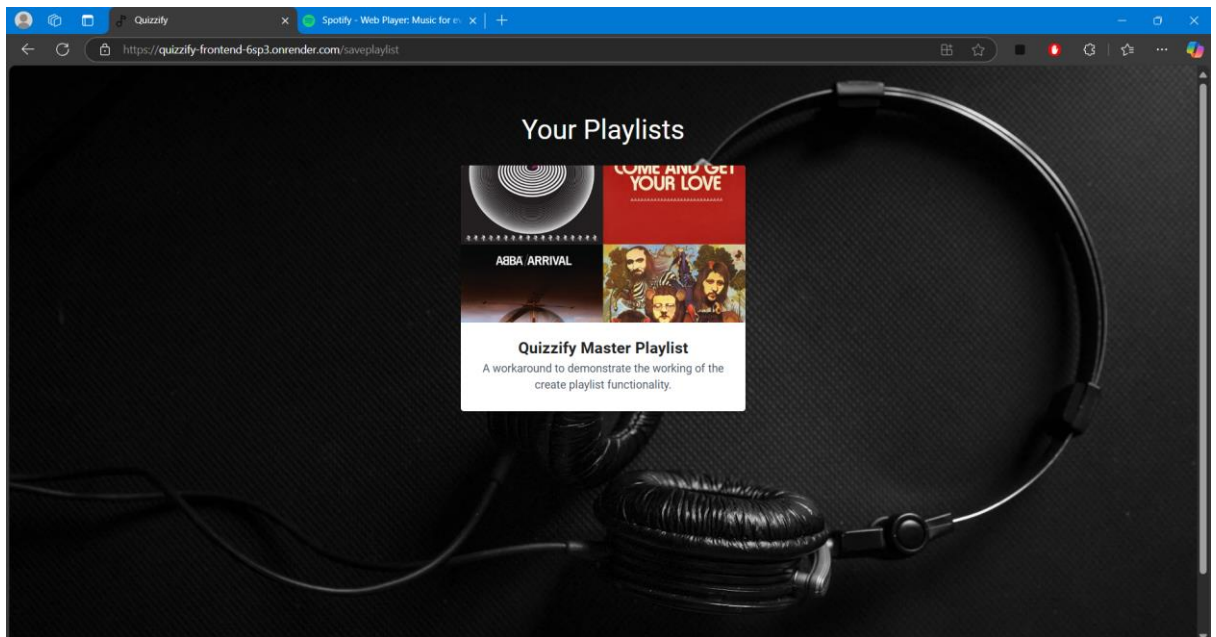 Quizzify
Spotify - Web Player: Music for ev
https://quizzify-frontend-6sp3.onrender.com/saveplaylist
Your Playlists
COME AND GET
YOUR LOVE
ABBA ARRIVAL
Quizzify Master Playlist
A workaround to demonstrate the working of the
create playlist functionality.